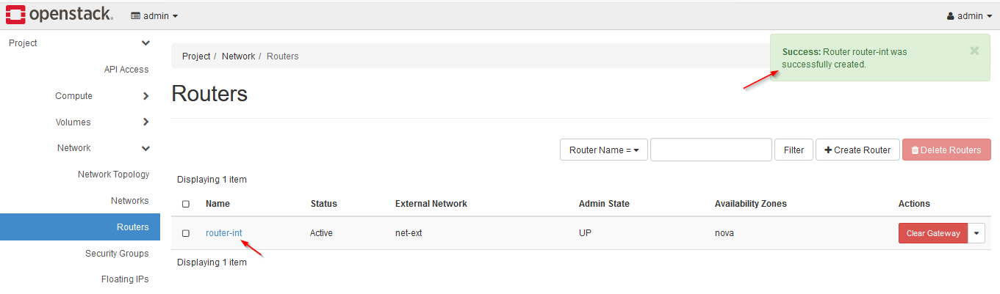 openstack. admin admin
Project
API Access
Compute
Volumes
Network
Network Topology
Networks
Routers
Security Groups
Floating IPs
Project / Network / Routers
Success: Router router-int was
successfully created.
Routers
Router Name = Filter Create Router Delete Routers
Displaying 1 item
Name Status External Network Admin State Availability Zones Actions
router-int Active net-ext UP nova Clear Gateway
Displaying 1 item